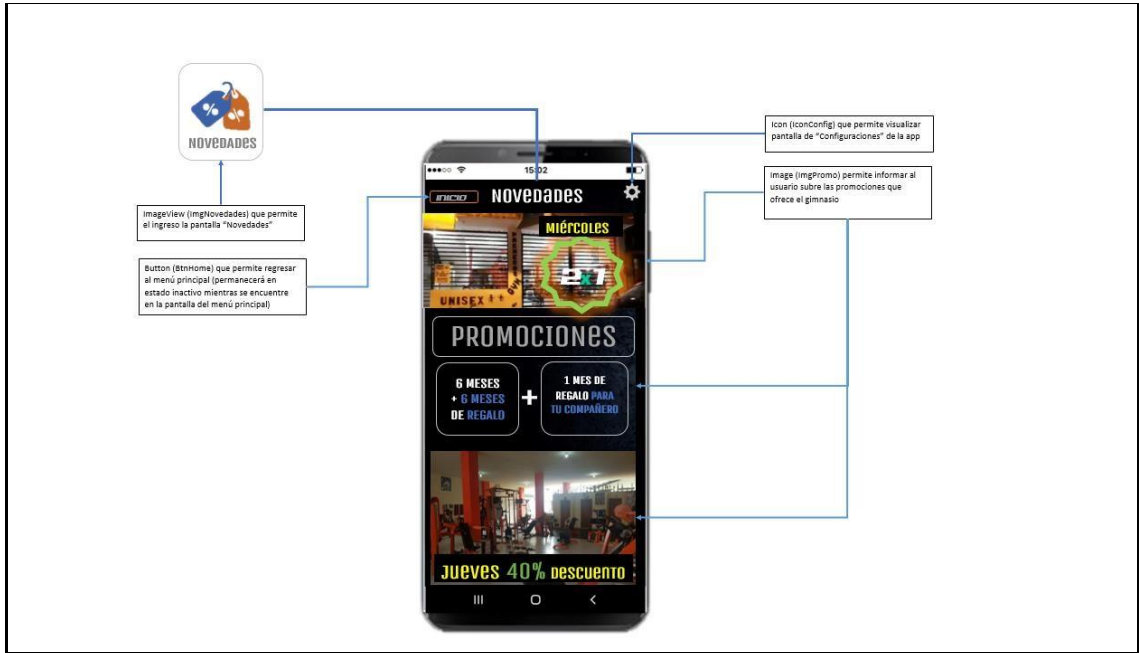 NOVEDADES
ImageView (ImgNovedades) que permite
el ingreso la pantalla "Novedades"
Button (BtnHome) que permite regresar
al menú principal (permanecerá en
estado inactivo mientras se encuentre
en la pantalla del menú principal)
15:02
INICIO
NOVEDADES
MIÉRCOLES
2x1
UNISEX
PROMOCIONES
6 MESES
+ 6 MESES
DE REGALO
+
1 MES DE
REGALO PARA
TU COMPAÑERO
JUEVES 40% DESCUENTO
Icon (IconConfig) que permite visualizar
pantalla de "Configuraciones" de la app
Image (ImgPromo) permite informar al
usuario subre las promociones que
ofrece el gimnasio